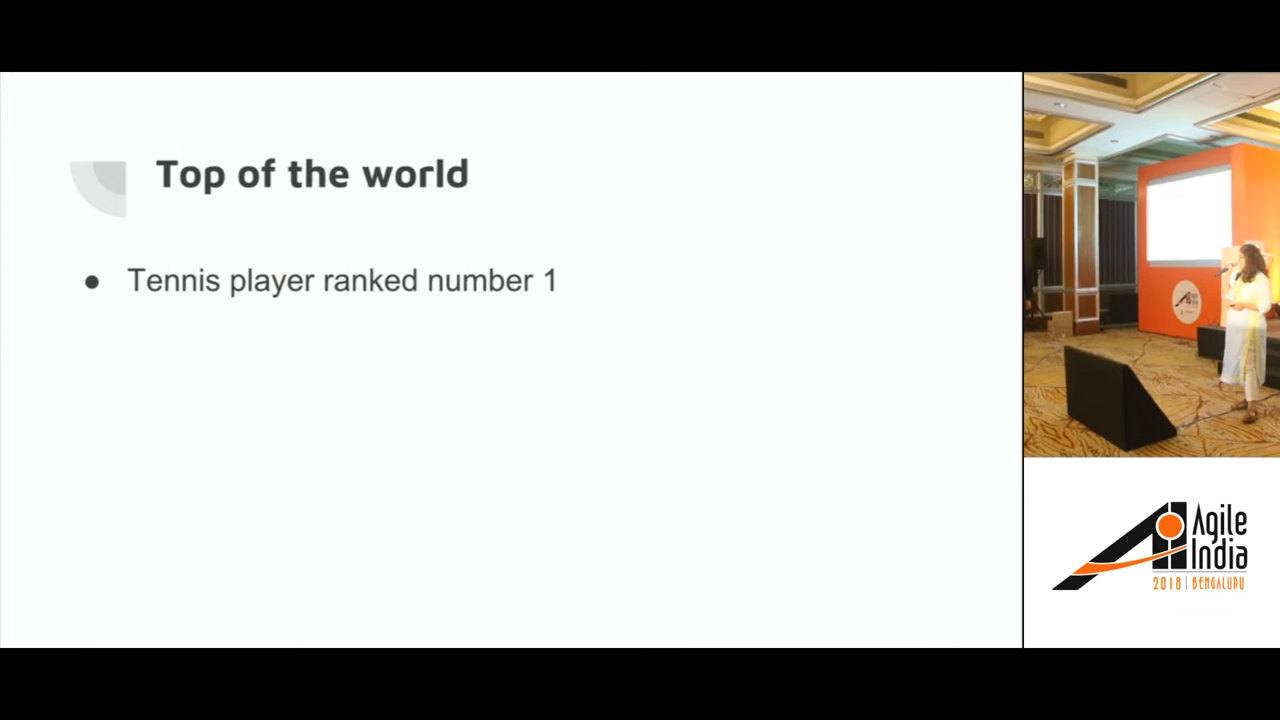 Top of the world
● Tennis player ranked number 1
Agile
India
2018 | BENGALURU